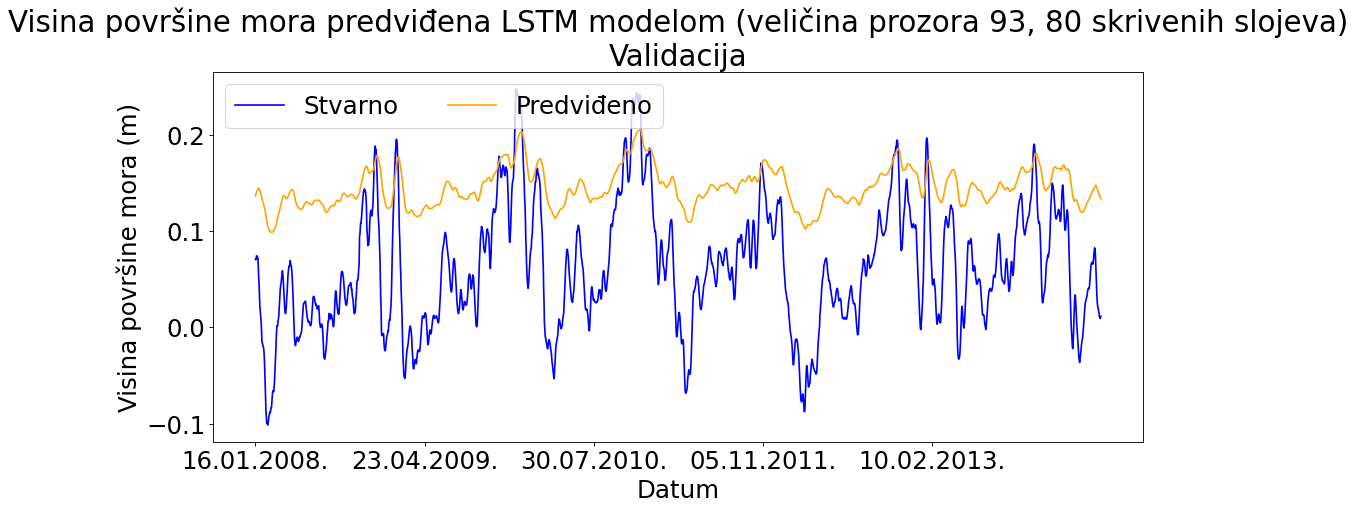 Visina površine mora predviđena LSTM modelom (veličina prozora 93, 80 skrivenih slojeva)
Validacija
Stvarno Predviđeno
Visina površine mora (m)
0.2
0.1
0.0
−0.1
16.01.2008. 23.04.2009. 30.07.2010. 05.11.2011. 10.02.2013.
Datum